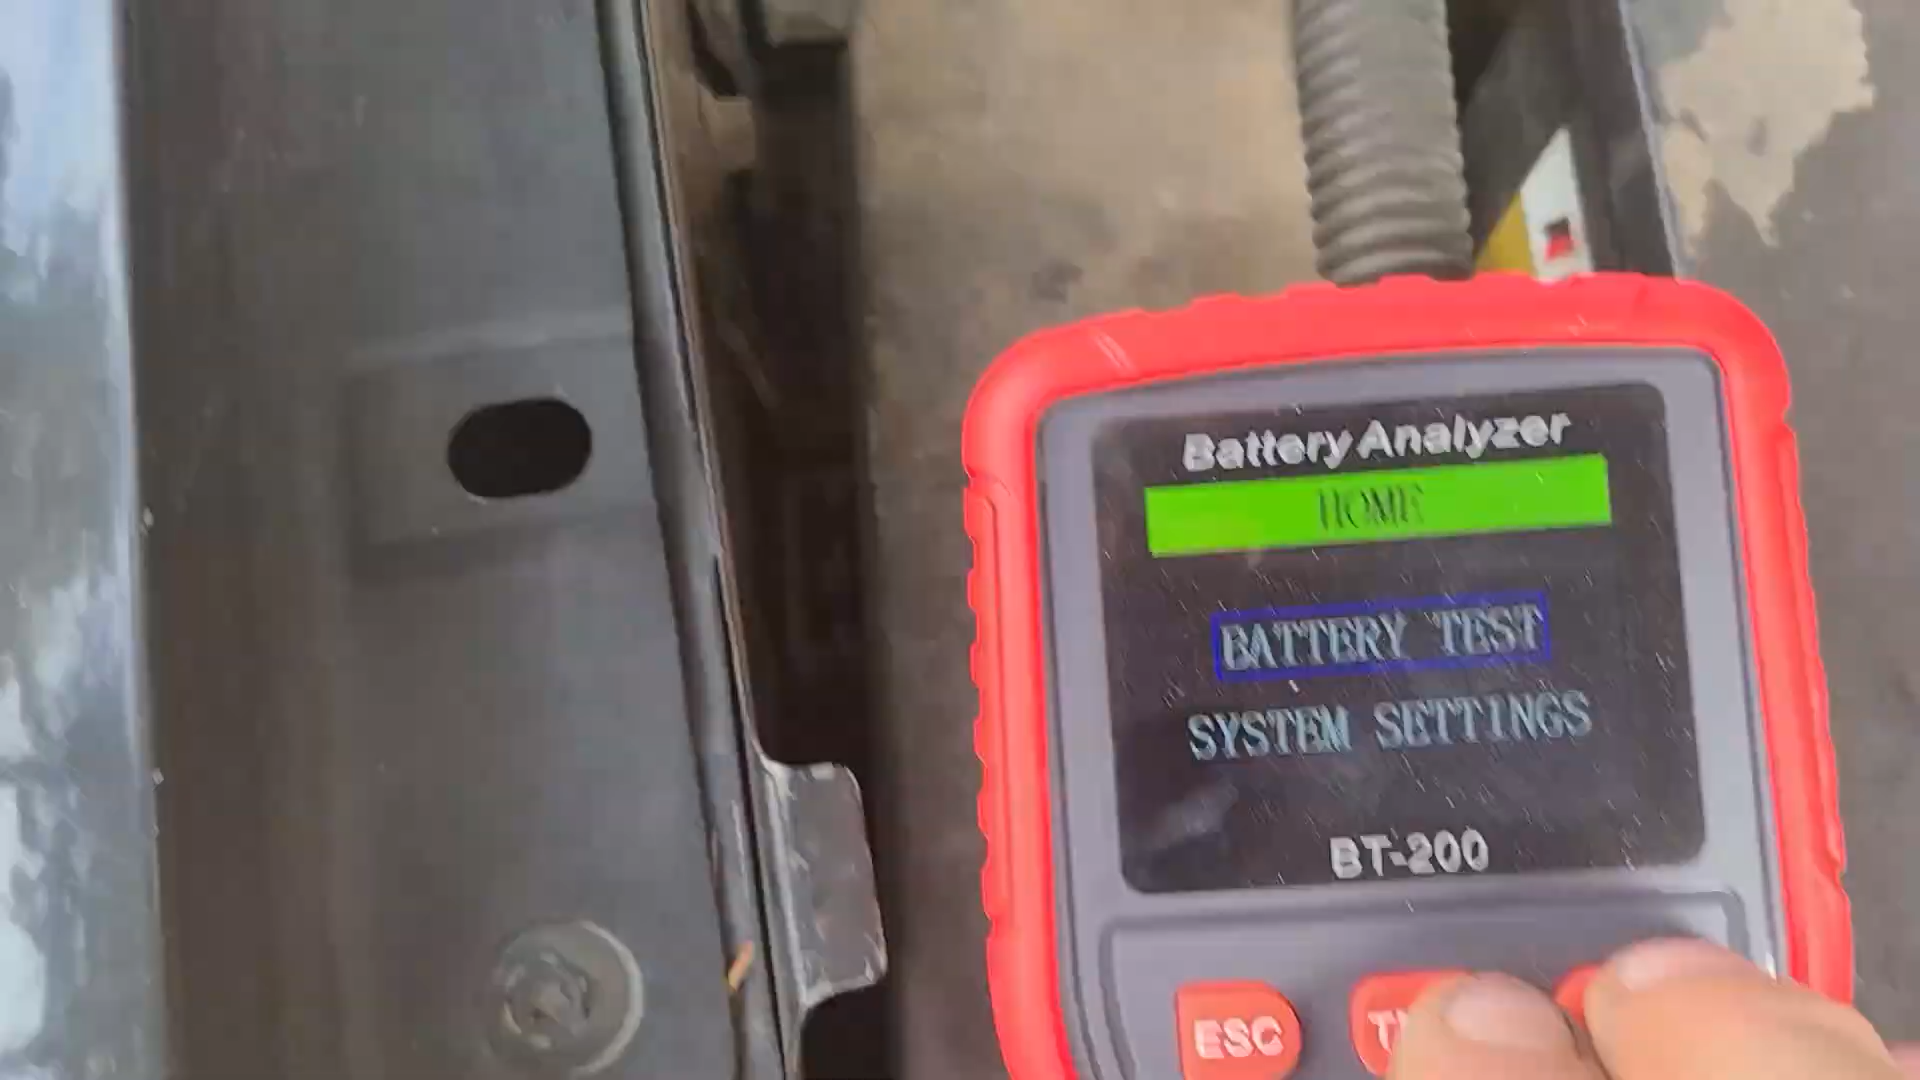 Battery Analyzer
HOME
BATTERY TEST
SYSTEM SETTINGS
BT-200
ESC